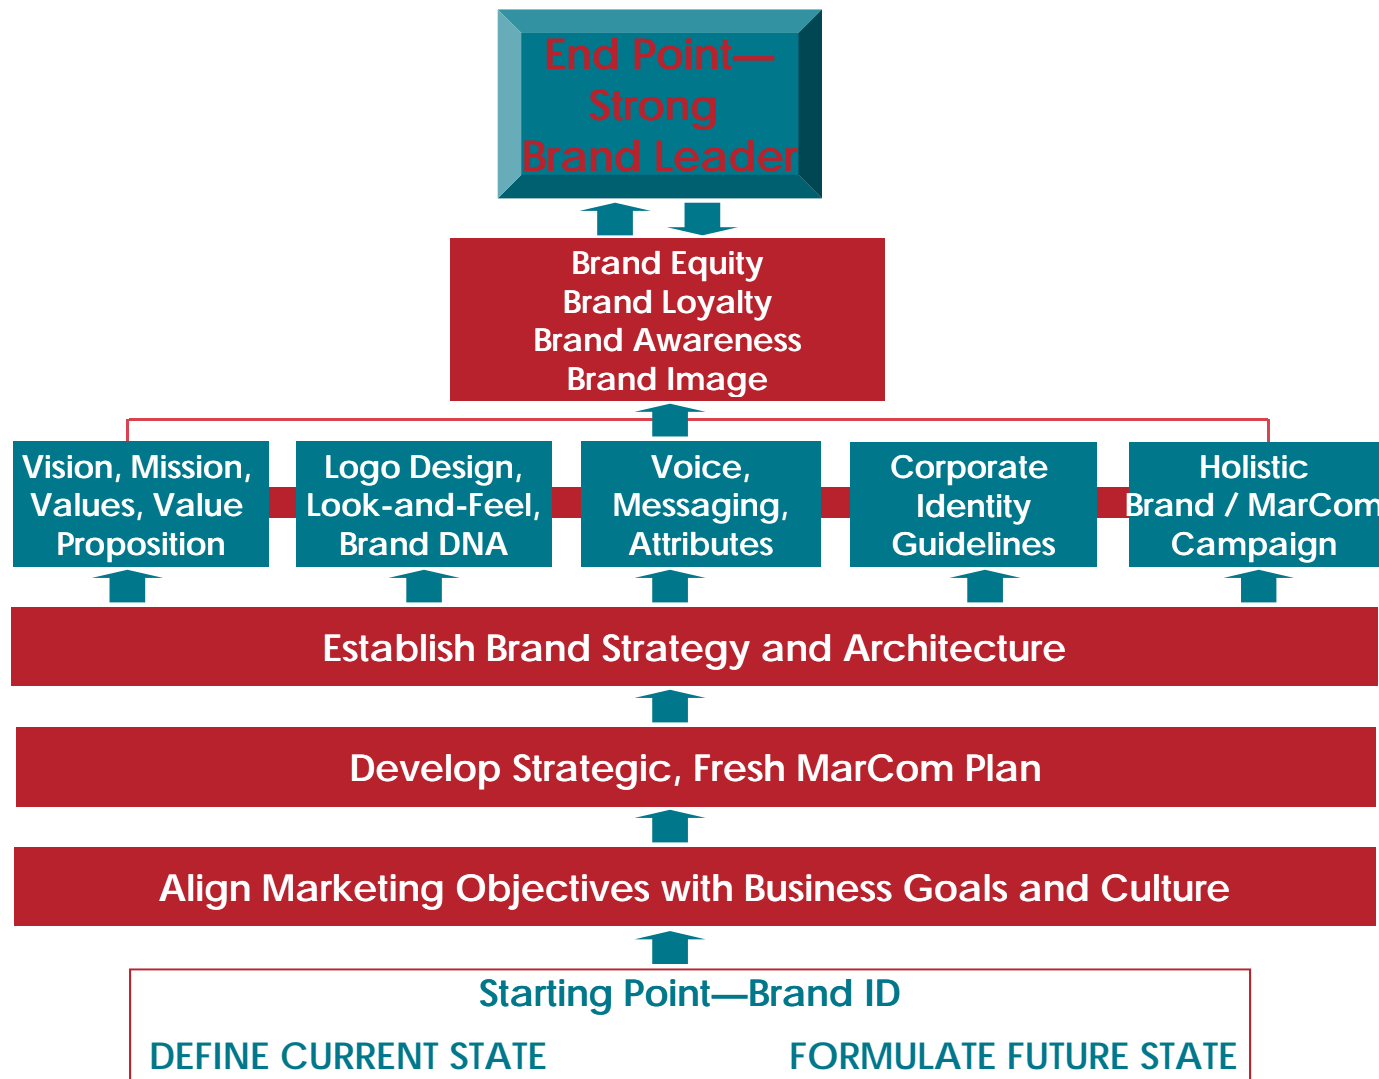 End Point—
Strong
Brand Leader
Brand Equity
Brand Loyalty
Brand Awareness
Brand Image
Vision, Mission,
Values, Value
Proposition
Logo Design,
Look-and-Feel,
Brand DNA
Voice,
Messaging,
Attributes
Corporate
Identity
Guidelines
Holistic
Brand / MarCom
Campaign
Establish Brand Strategy and Architecture
Develop Strategic, Fresh MarCom Plan
Align Marketing Objectives with Business Goals and Culture
Starting Point—Brand ID
DEFINE CURRENT STATE
FORMULATE FUTURE STATE